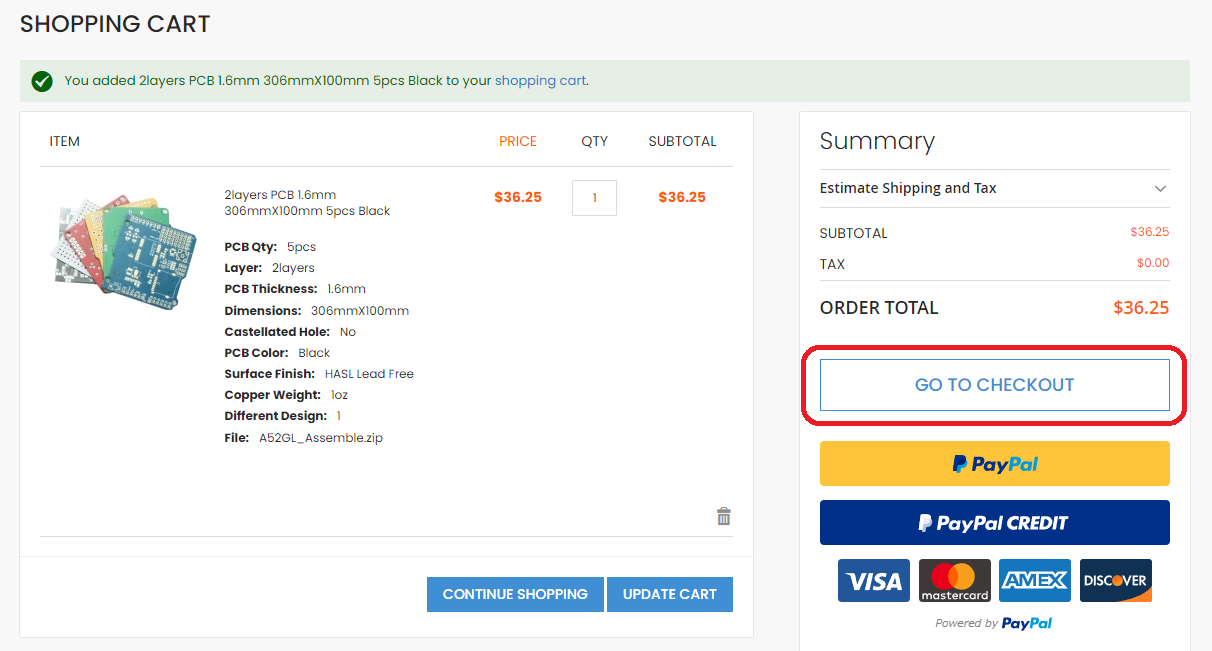 SHOPPING CART
You added 2layers PCB 1.6mm 306mmX100mm 5pcs Black to your shopping cart.
ITEM PRICE QTY SUBTOTAL
2layers PCB 1.6mm
306mmX100mm 5pcs Black
$36.25 1 $36.25
PCB Qty: 5pcs
Layer: 2layers
PCB Thickness: 1.6mm
Dimensions: 306mmX100mm
Castellated Hole: No
PCB Color: Black
Surface Finish: HASL Lead Free
Copper Weight: 1oz
Different Design: 1
File: A52GL_Assemble.zip
CONTINUE SHOPPING
UPDATE CART
Summary
Estimate Shipping and Tax
SUBTOTAL $36.25
TAX $0.00
ORDER TOTAL $36.25
GO TO CHECKOUT
PayPal
PayPal CREDIT
VISA mastercard AMEX DISCOVER
Powered by PayPal